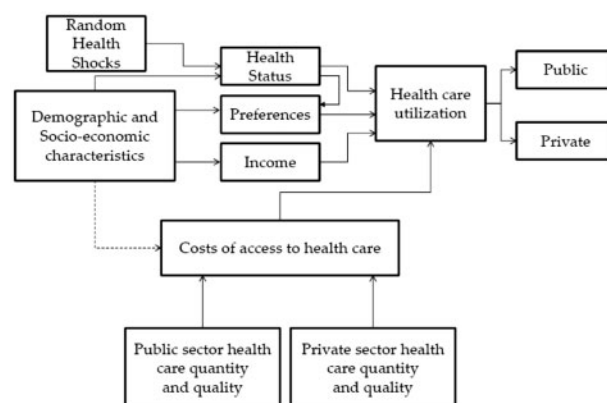 Random
Health
Shocks
Health
Status
Public
Health care
utilization
Demographic and
Socio-economic
characteristics
Preferences
Private
Income
Costs of access to health care
Public sector health
care quantity
and quality
Private sector health
care quantity
and quality